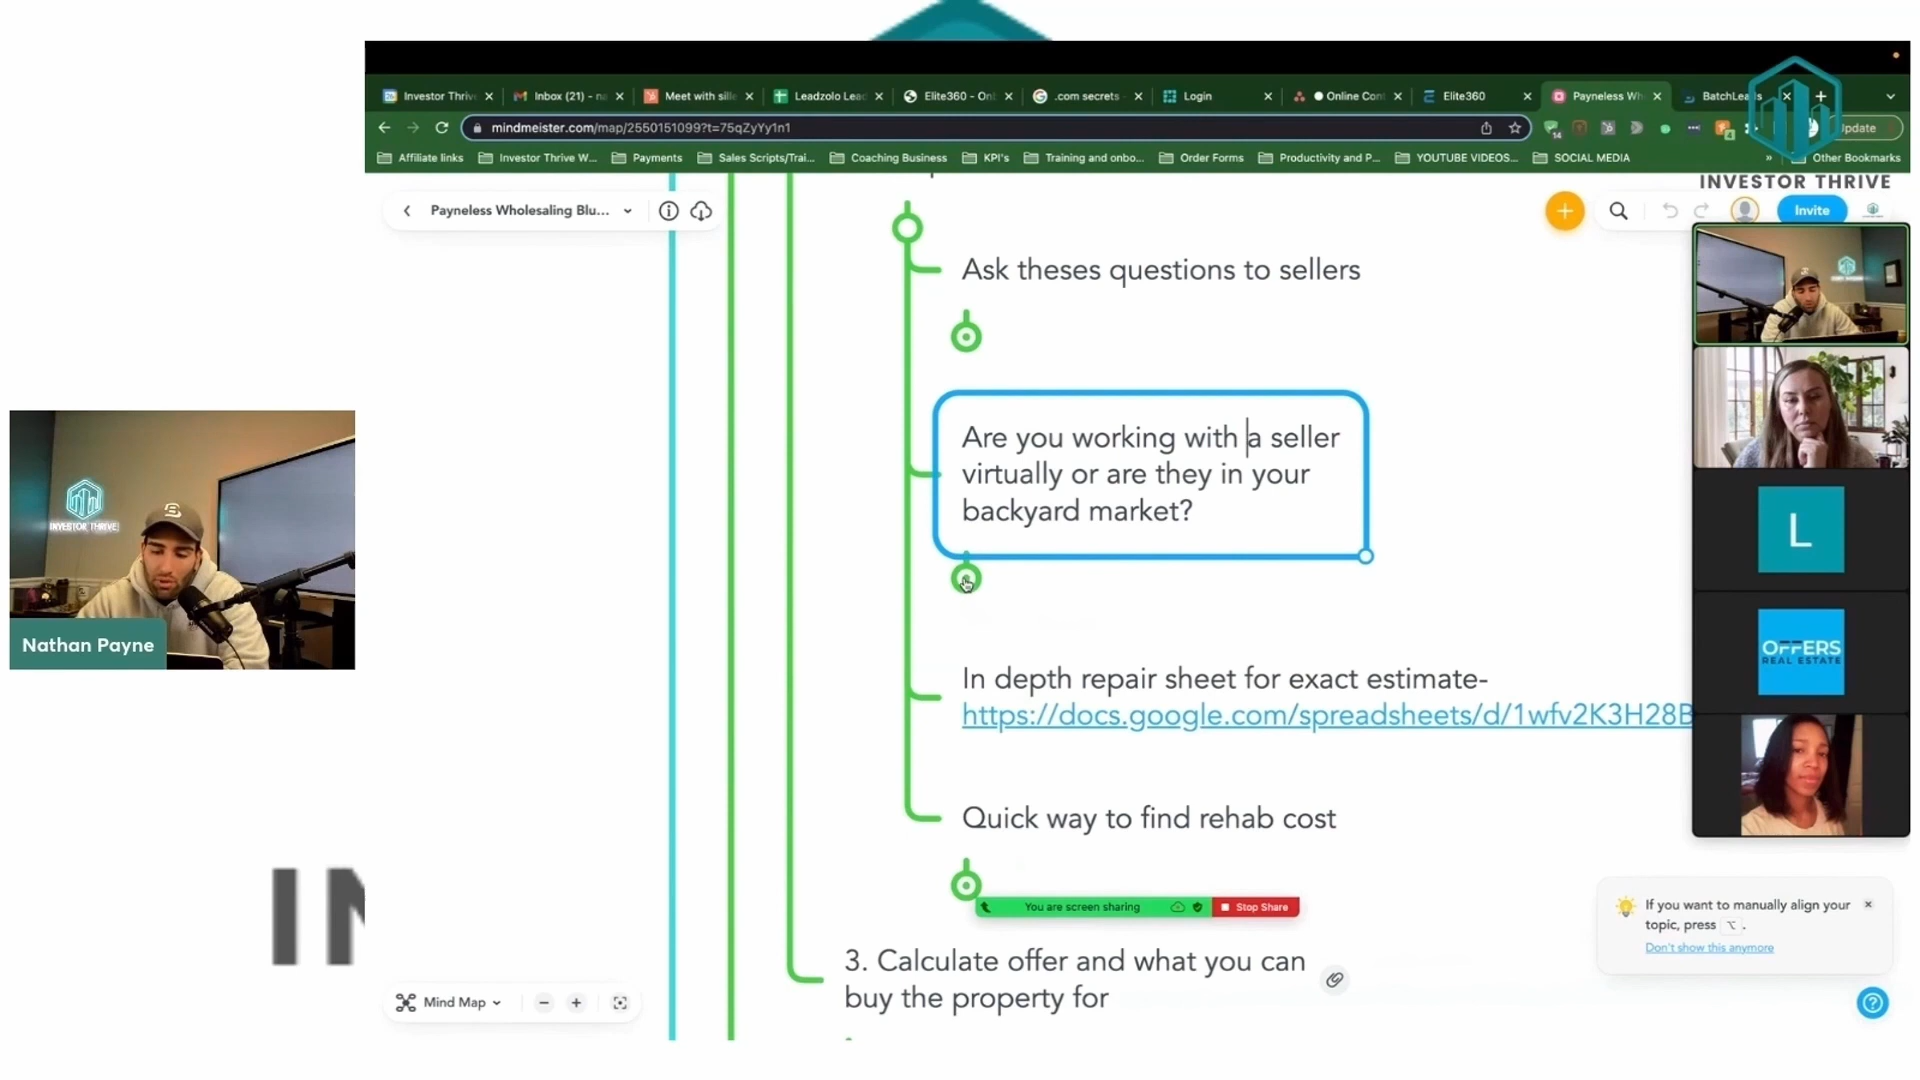 Investor Thriv
Inbox (21) - na
Meet with sille
Leadzolo Lead
Elite360 - Onl
.com secrets -
Login
Online Con
Elite360
Payneless Wh
BatchLeads
mindmeister.com/map/2550151099?t=75qZyYy1n1
Update
Affiliate links
Investor Thrive W...
Payments
Sales Scripts/Trai...
Coaching Business
KPI's
Training and onbo...
Order Forms
Productivity and P...
YOUTUBE VIDEOS...
SOCIAL MEDIA
»
Other Bookmarks
INVESTOR THRIVE
Payneless Wholesaling Blu...
Invite
Ask theses questions to sellers
Are you working with a seller
virtually or are they in your
backyard market?
In depth repair sheet for exact estimate-
https://docs.google.com/spreadsheets/d/1wfv2K3H28B
Quick way to find rehab cost
You are screen sharing
Stop Share
3. Calculate offer and what you can
buy the property for
Mind Map
If you want to manually align your
topic, press ⌥.
Don't show this anymore
L
OFFERS
REAL ESTATE
INVESTOR THRIVE
Nathan Payne
IN